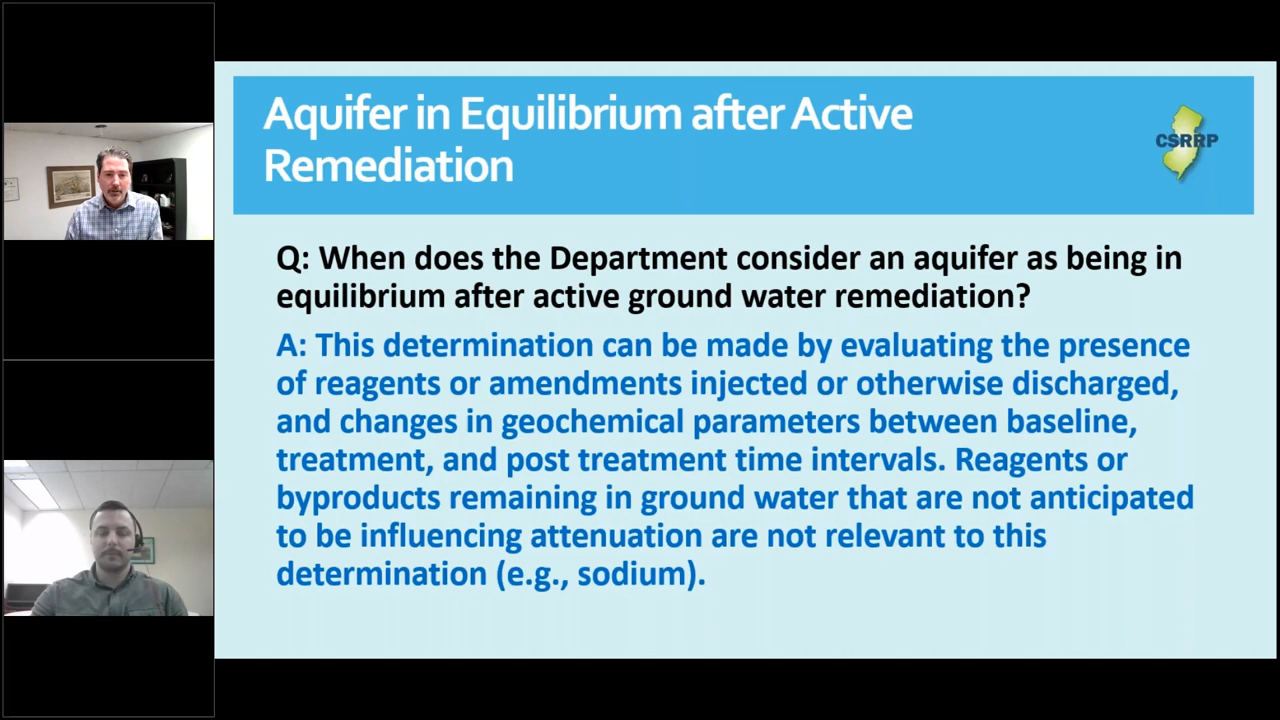 Aquifer in Equilibrium after Active
Remediation
CSRRP
Q: When does the Department consider an aquifer as being in
equilibrium after active ground water remediation?
A: This determination can be made by evaluating the presence
of reagents or amendments injected or otherwise discharged,
and changes in geochemical parameters between baseline,
treatment, and post treatment time intervals. Reagents or
byproducts remaining in ground water that are not anticipated
to be influencing attenuation are not relevant to this
determination (e.g., sodium).